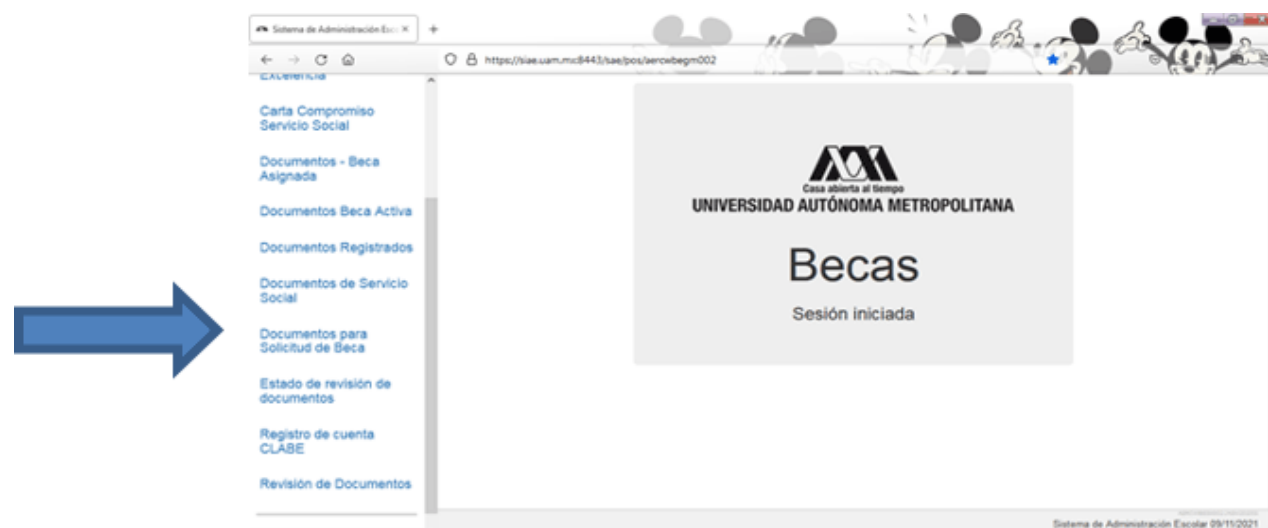 Sistema de Administración Esc
https://siae.uam.mx:8443/sae/pos/aercwbegm002
Excelencia
Carta Compromiso
Servicio Social
Documentos - Beca
Asignada
Documentos Beca Activa
Documentos Registrados
Documentos de Servicio
Social
Documentos para
Solicitud de Beca
Estado de revisión de
documentos
Registro de cuenta
CLABE
Revisión de Documentos
Casa abierta al tiempo
UNIVERSIDAD AUTÓNOMA METROPOLITANA
Becas
Sesión iniciada
Sistema de Administración Escolar 09/11/2021